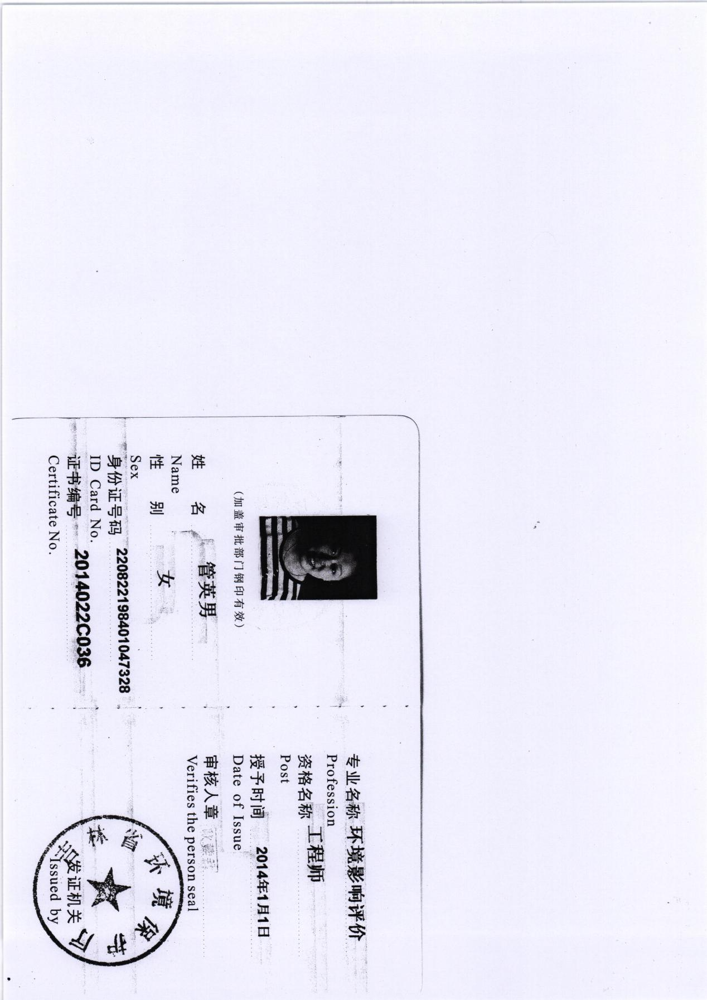 (加盖审批部门钢印有效)
姓 名 管英男
Name
性 别 女
Sex
身份证号码 220822198401047328
ID Card No.
证书编号 2014022C036
Certificate No.
专业名称 环境影响评价
Profession
资格名称 工程师
Post
授予时间 2014年1月1日
Date of Issue
审核人章
Verifies the person seal
吉林省环境保护厅
发证机关
Issued by